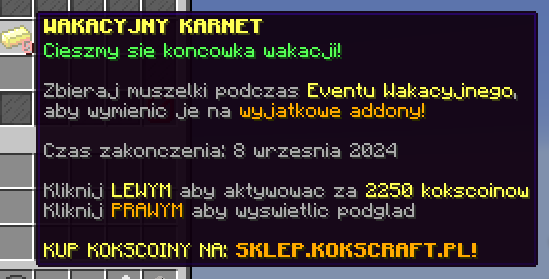 WAKACYJNY KARNET
Cieszmy sie koncowka wakacji!
Zbieraj muszelki podczas Eventu Wakacyjnego,
aby wymienic je na wyjatkowe addony!
Czas zakonczenia: 8 wrzesnia 2024
Kliknij LEWYM aby aktywowac za 2250 kokscoinow
Kliknij PRAWYM aby wyswietlic podglad
KUP KOKSCOINY NA: SKLEP.KOKSCRAFT.PL!